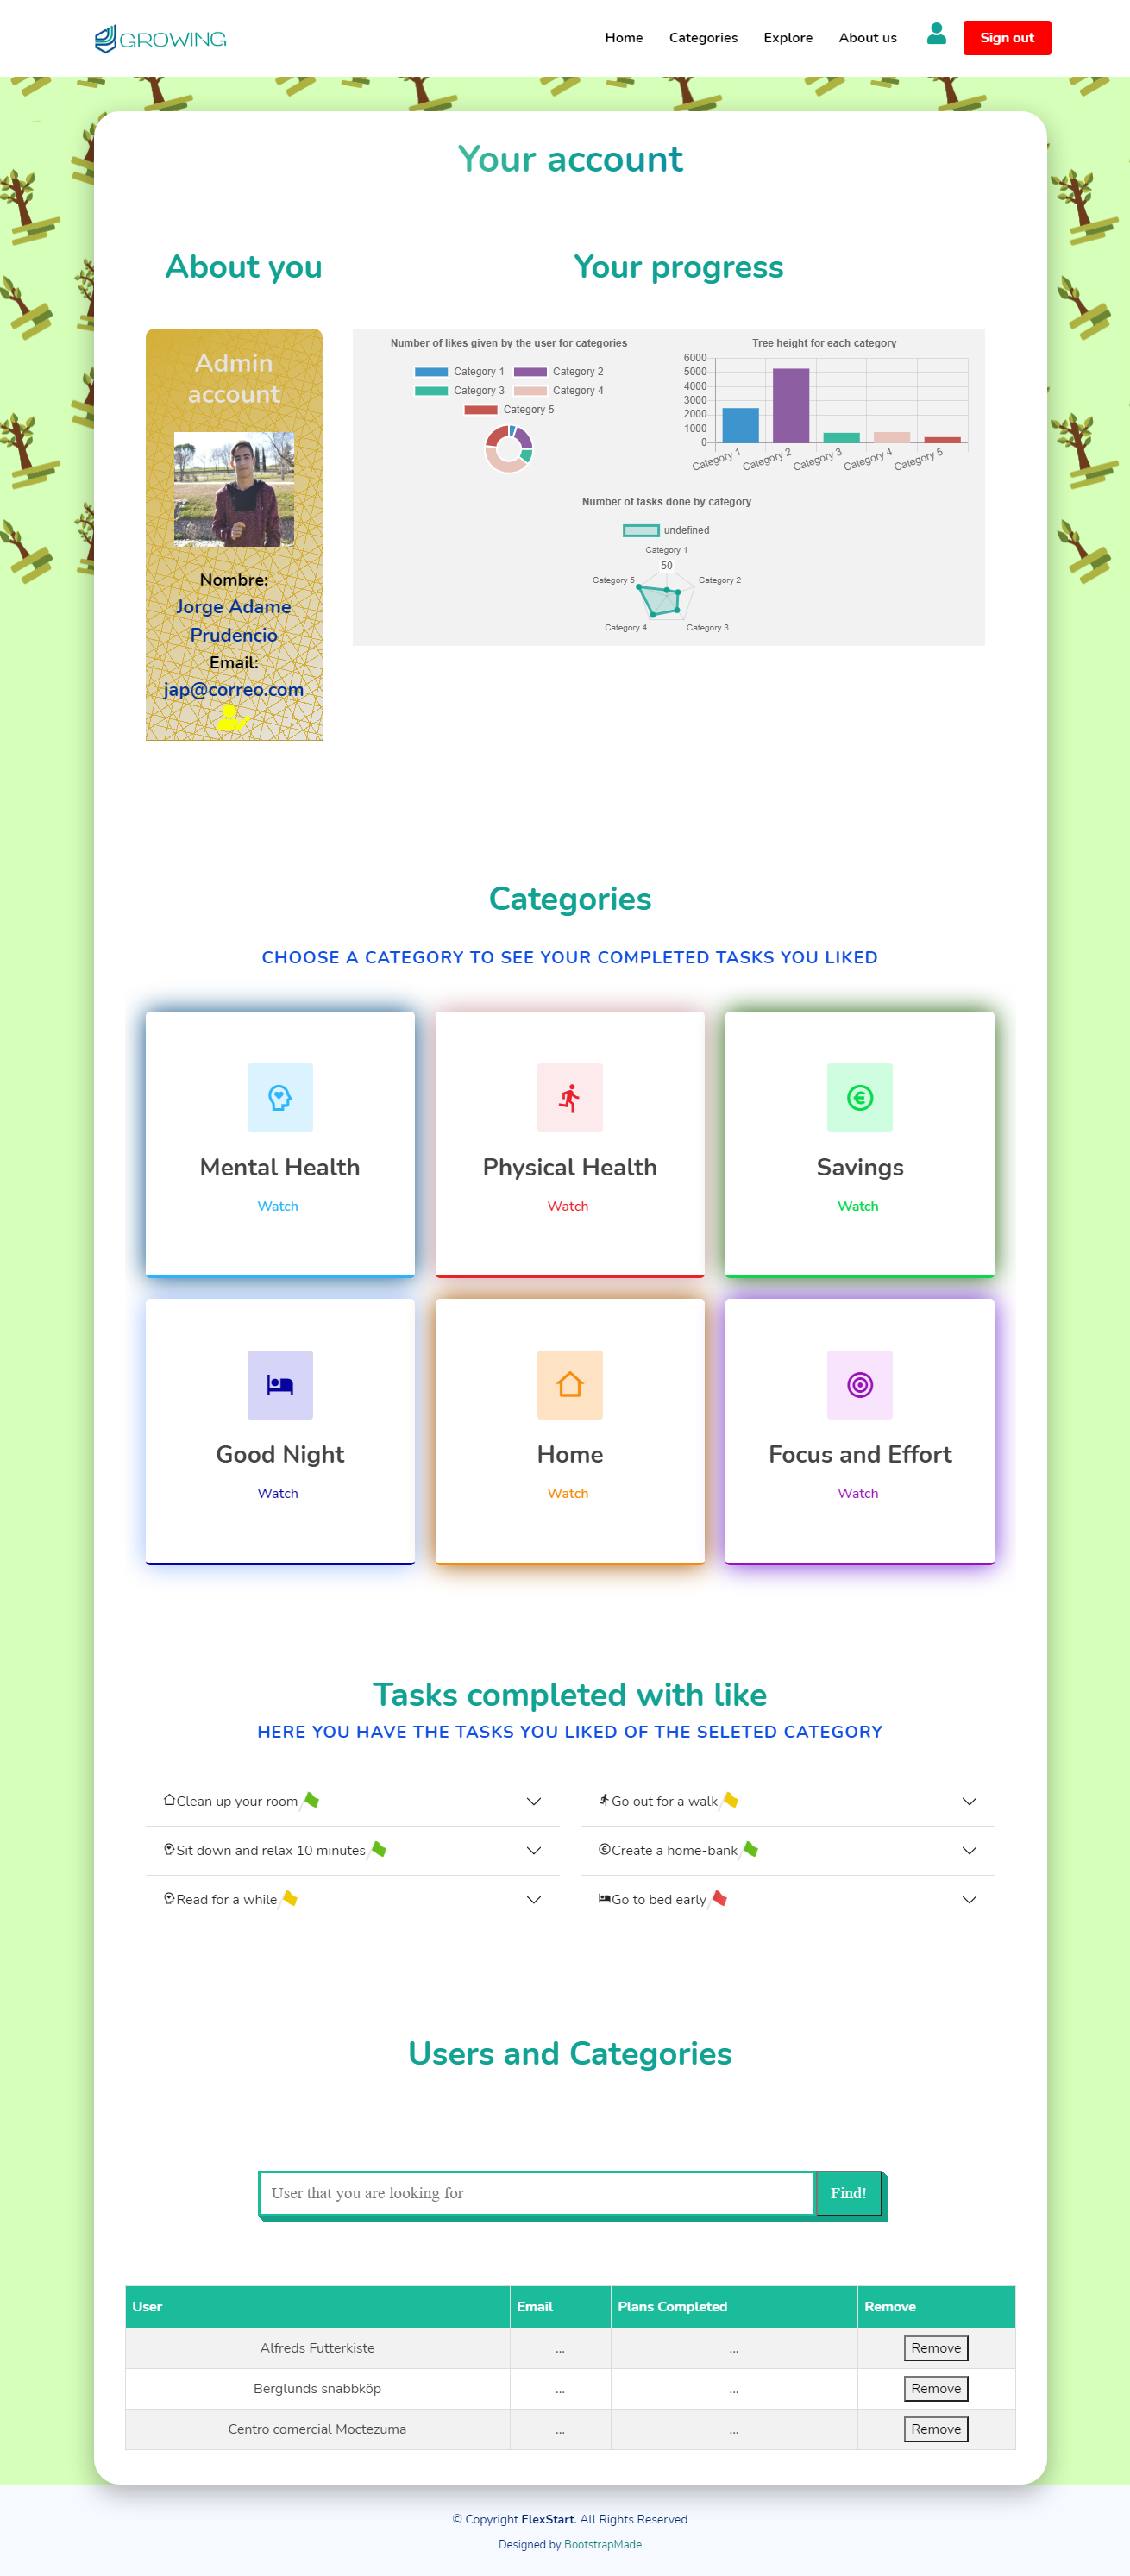 GROWING
Home Categories Explore About us Sign out
Your account
About you
Your progress
Admin
account
Nombre:
Jorge Adame
Prudencio
Email:
jap@correo.com
Number of likes given by the user for categories
Category 1 Category 2
Category 3 Category 4
Category 5
Tree height for each category
6000
5000
4000
3000
2000
1000
0
Category 1 Category 2 Category 3 Category 4 Category 5
Number of tasks done by category
undefined
Category 1
50
Category 5 Category 2
Category 4 Category 3
Categories
CHOOSE A CATEGORY TO SEE YOUR COMPLETED TASKS YOU LIKED
Mental Health
Watch
Physical Health
Watch
Savings
Watch
Good Night
Watch
Home
Watch
Focus and Effort
Watch
Tasks completed with like
HERE YOU HAVE THE TASKS YOU LIKED OF THE SELETED CATEGORY
Clean up your room
Sit down and relax 10 minutes
Read for a while
Go out for a walk
Create a home-bank
Go to bed early
Users and Categories
User that you are looking for Find!
User Email Plans Completed Remove
Alfreds Futterkiste ... ... Remove
Berglunds snabbköp ... ... Remove
Centro comercial Moctezuma ... ... Remove
© Copyright FlexStart. All Rights Reserved
Designed by BootstrapMade